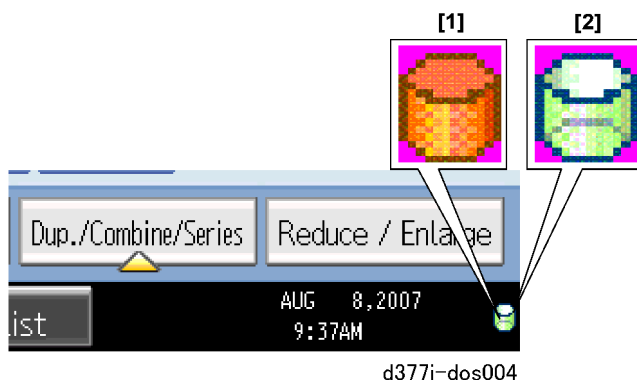 [1] [2]
Dup./Combine/Series Reduce / Enlarge
AUG 8,2007
List
9:37AM
d377i-dos004